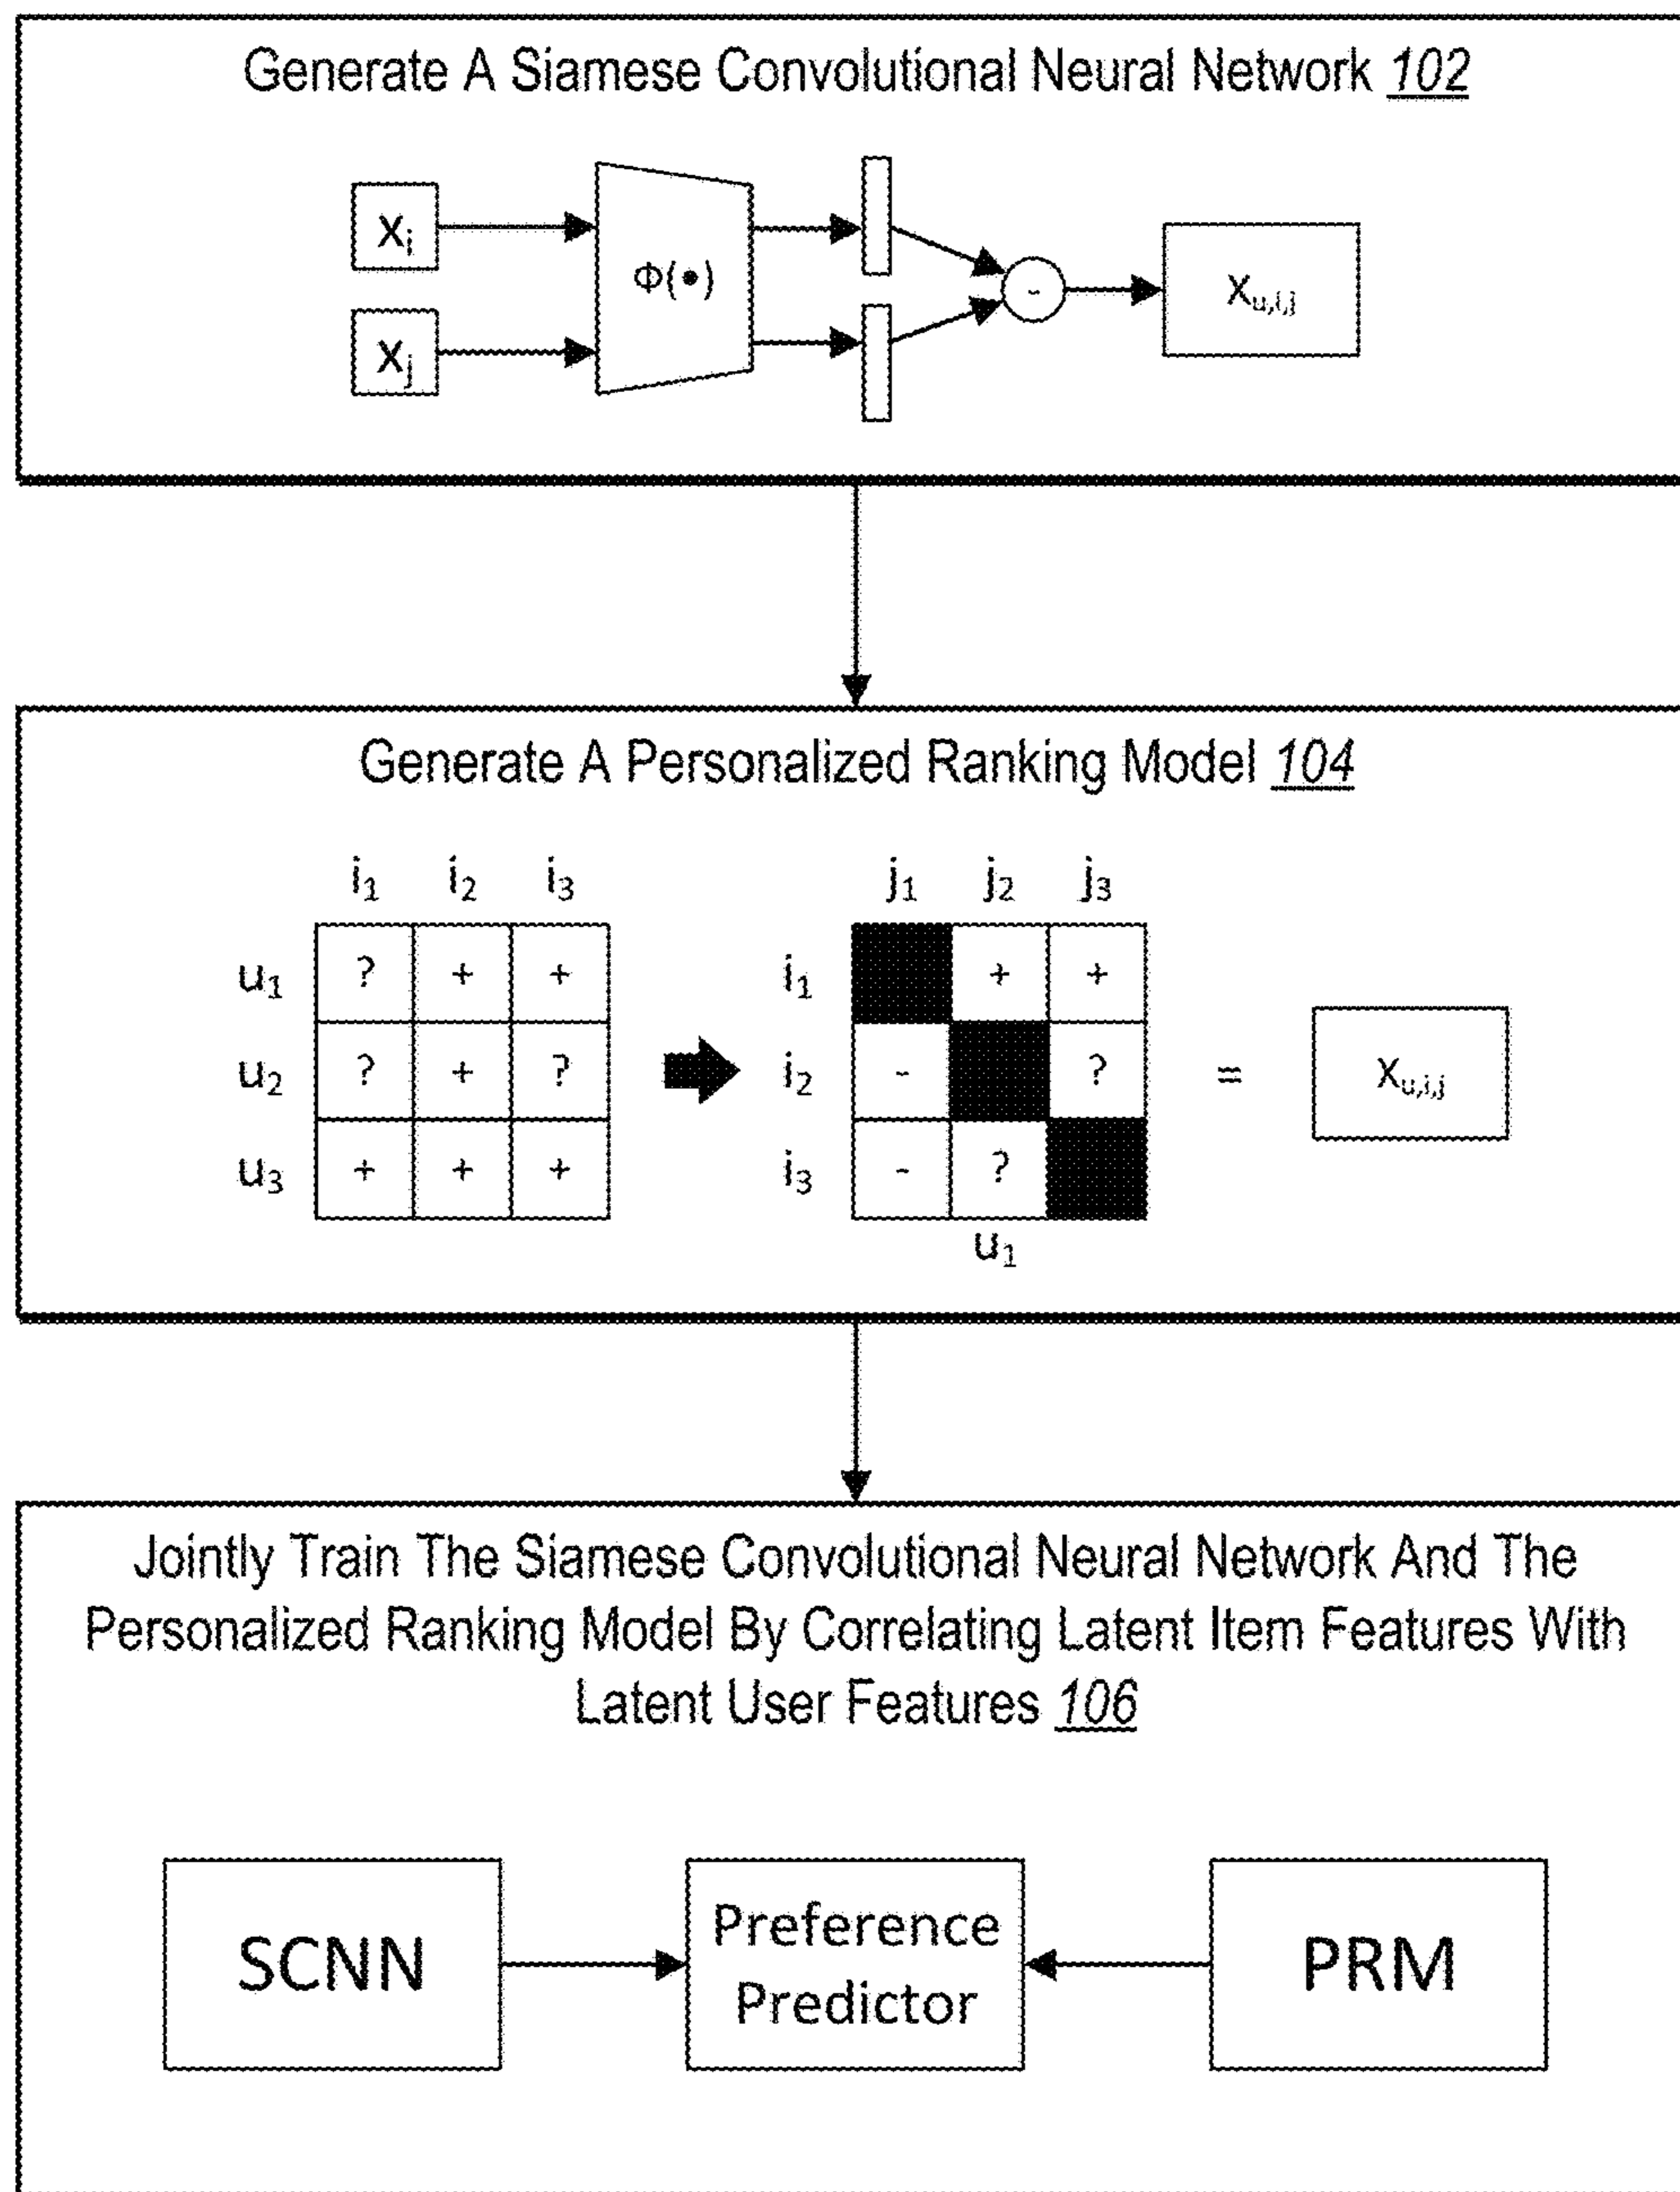 Generate A Siamese Convolutional Neural Network 102
Xi
Φ(•)
Xj
-
Xu,i,j
Generate A Personalized Ranking Model 104
i1 i2 i3 j1 j2 j3
u1 ? + + i1 + +
u2 ? + ? i2 - ? = Xu,i,j
u3 + + + i3 - ?
u1
Jointly Train The Siamese Convolutional Neural Network And The
Personalized Ranking Model By Correlating Latent Item Features With
Latent User Features 106
SCNN
Preference
Predictor
PRM